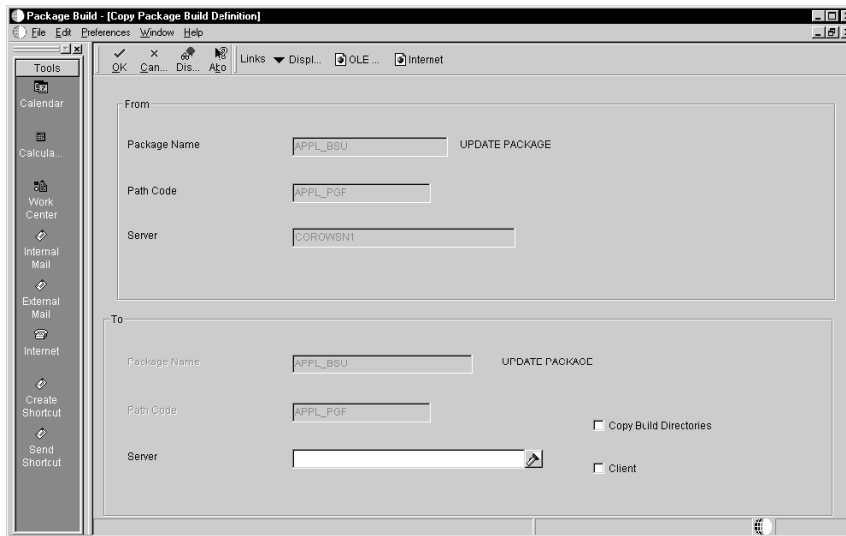 Package Build - [Copy Package Build Definition]
File Edit Preferences Window Help
OK Can... Dis... Abo Links Displ... OLE ... Internet
Tools
Calendar
Calcula...
Work
Center
Internal
Mail
External
Mail
Internet
Create
Shortcut
Send
Shortcut
From
Package Name APPL_BSU UPDATE PACKAGE
Path Code APPL_PGF
Server COROWSN1
To
Package Name APPL_BSU UPDATE PACKAGE
Path Code APPL_PGF
Copy Build Directories
Server
Client